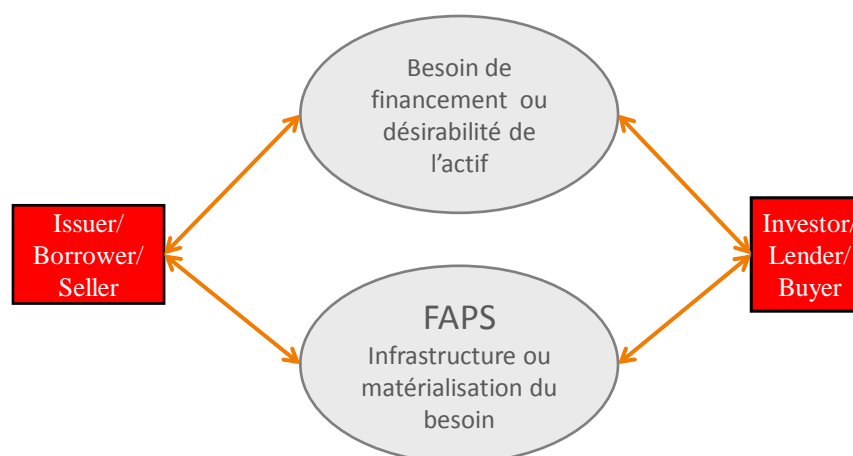 Besoin de
financement ou
désirabilité de
l'actif
Issuer/
Borrower/
Seller
Investor/
Lender/
Buyer
FAPS
Infrastructure ou
matérialisation du
besoin